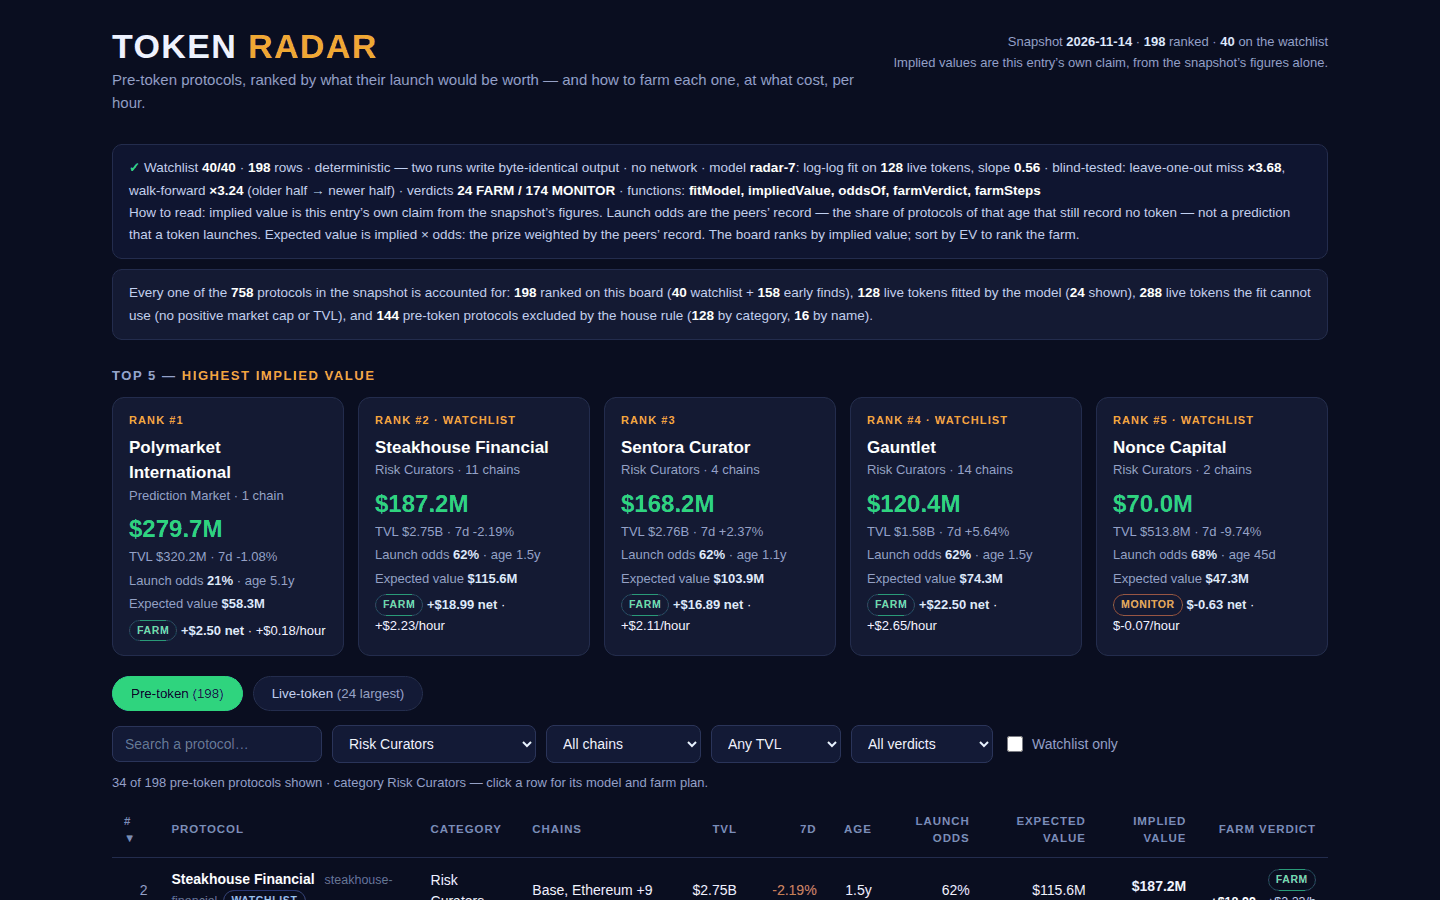 TOKEN RADAR
Pre-token protocols, ranked by what their launch would be worth — and how to farm each one, at what cost, per
hour.
Snapshot 2026-11-14 · 198 ranked · 40 on the watchlist
Implied values are this entry’s own claim, from the snapshot’s figures alone.
✓ Watchlist 40/40 · 198 rows · deterministic — two runs write byte-identical output · no network · model radar-7: log-log fit on 128 live tokens, slope 0.56 · blind-tested: leave-one-out miss ×3.68,
walk-forward ×3.24 (older half → newer half) · verdicts 24 FARM / 174 MONITOR · functions: fitModel, impliedValue, oddsOf, farmVerdict, farmSteps
How to read: implied value is this entry’s own claim from the snapshot’s figures. Launch odds are the peers’ record — the share of protocols of that age that still record no token — not a prediction
that a token launches. Expected value is implied × odds: the prize weighted by the peers’ record. The board ranks by implied value; sort by EV to rank the farm.
Every one of the 758 protocols in the snapshot is accounted for: 198 ranked on this board (40 watchlist + 158 early finds), 128 live tokens fitted by the model (24 shown), 288 live tokens the fit cannot
use (no positive market cap or TVL), and 144 pre-token protocols excluded by the house rule (128 by category, 16 by name).
TOP 5 — HIGHEST IMPLIED VALUE
RANK #1
Polymarket
International
Prediction Market · 1 chain
$279.7M
TVL $320.2M · 7d -1.08%
Launch odds 21% · age 5.1y
Expected value $58.3M
FARM +$2.50 net · +$0.18/hour
RANK #2 · WATCHLIST
Steakhouse Financial
Risk Curators · 11 chains
$187.2M
TVL $2.75B · 7d -2.19%
Launch odds 62% · age 1.5y
Expected value $115.6M
FARM +$18.99 net ·
+$2.23/hour
RANK #3
Sentora Curator
Risk Curators · 4 chains
$168.2M
TVL $2.76B · 7d +2.37%
Launch odds 62% · age 1.1y
Expected value $103.9M
FARM +$16.89 net ·
+$2.11/hour
RANK #4 · WATCHLIST
Gauntlet
Risk Curators · 14 chains
$120.4M
TVL $1.58B · 7d +5.64%
Launch odds 62% · age 1.5y
Expected value $74.3M
FARM +$22.50 net ·
+$2.65/hour
RANK #5 · WATCHLIST
Nonce Capital
Risk Curators · 2 chains
$70.0M
TVL $513.8M · 7d -9.74%
Launch odds 68% · age 45d
Expected value $47.3M
MONITOR $-0.63 net ·
$-0.07/hour
Pre-token (198)
Live-token (24 largest)
Search a protocol…
Risk Curators
All chains
Any TVL
All verdicts
Watchlist only
34 of 198 pre-token protocols shown · category Risk Curators — click a row for its model and farm plan.
# ▼ PROTOCOL CATEGORY CHAINS TVL 7D AGE LAUNCH ODDS EXPECTED VALUE IMPLIED VALUE FARM VERDICT
2 Steakhouse Financial steakhouse-financial WATCHLIST Risk Curators Base, Ethereum +9 $2.75B -2.19% 1.5y 62% $115.6M $187.2M FARM